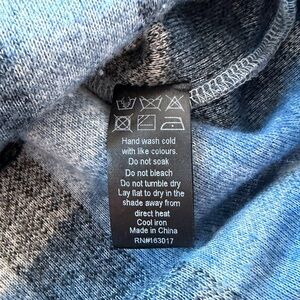 Hand wash cold
with like colours.
Do not soak
Do not bleach
Do not tumble dry
Lay flat to dry in the
shade away from
direct heat
Cool iron
Made in China
RN#163017